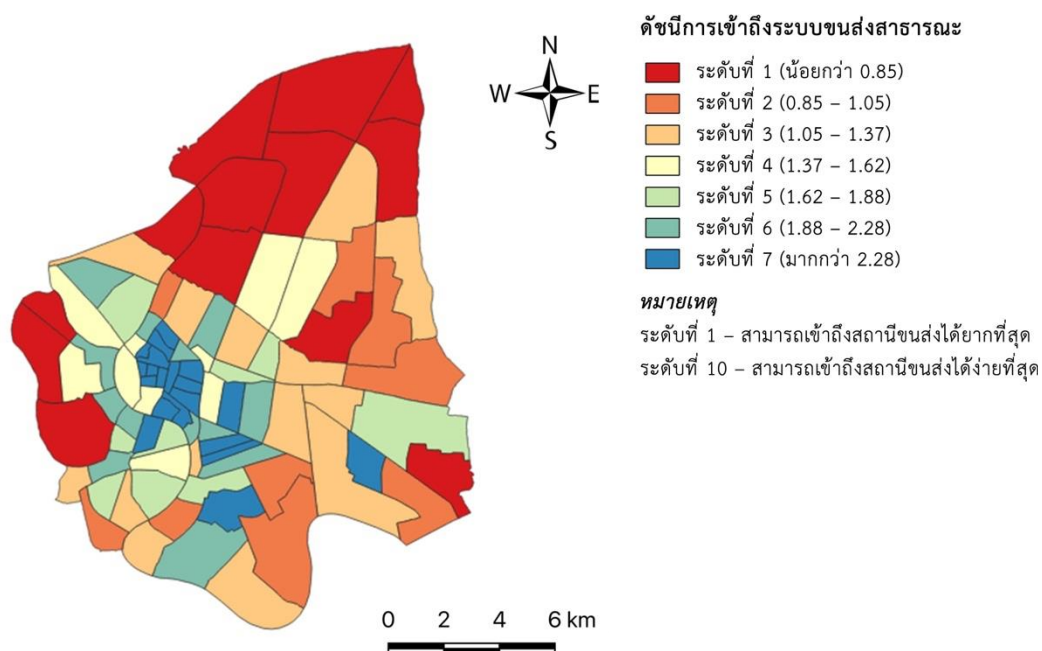 ดัชนีการเข้าถึงระบบขนส่งสาธารณะ
N
W E
S
ระดับที่ 1 (น้อยกว่า 0.85)
ระดับที่ 2 (0.85 – 1.05)
ระดับที่ 3 (1.05 – 1.37)
ระดับที่ 4 (1.37 – 1.62)
ระดับที่ 5 (1.62 – 1.88)
ระดับที่ 6 (1.88 – 2.28)
ระดับที่ 7 (มากกว่า 2.28)
หมายเหตุ
ระดับที่ 1 – สามารถเข้าถึงสถานีขนส่งได้ยากที่สุด
ระดับที่ 10 – สามารถเข้าถึงสถานีขนส่งได้ง่ายที่สุด
0 2 4 6 km